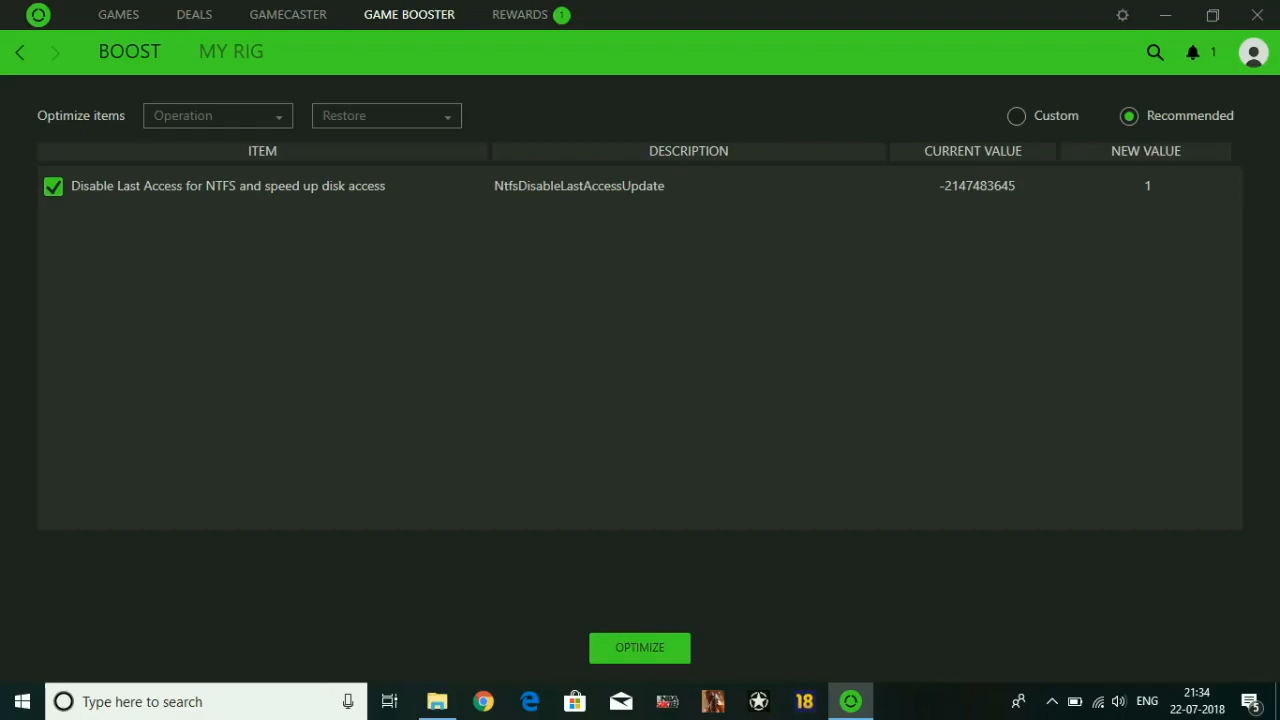 GAMES DEALS GAMECASTER GAME BOOSTER REWARDS 1
BOOST MY RIG 1
Optimize items Operation Restore Custom Recommended
ITEM DESCRIPTION CURRENT VALUE NEW VALUE
Disable Last Access for NTFS and speed up disk access NtfsDisableLastAccessUpdate -2147483645 1
OPTIMIZE
Type here to search 18 ENG 21:34
22-07-2018 5